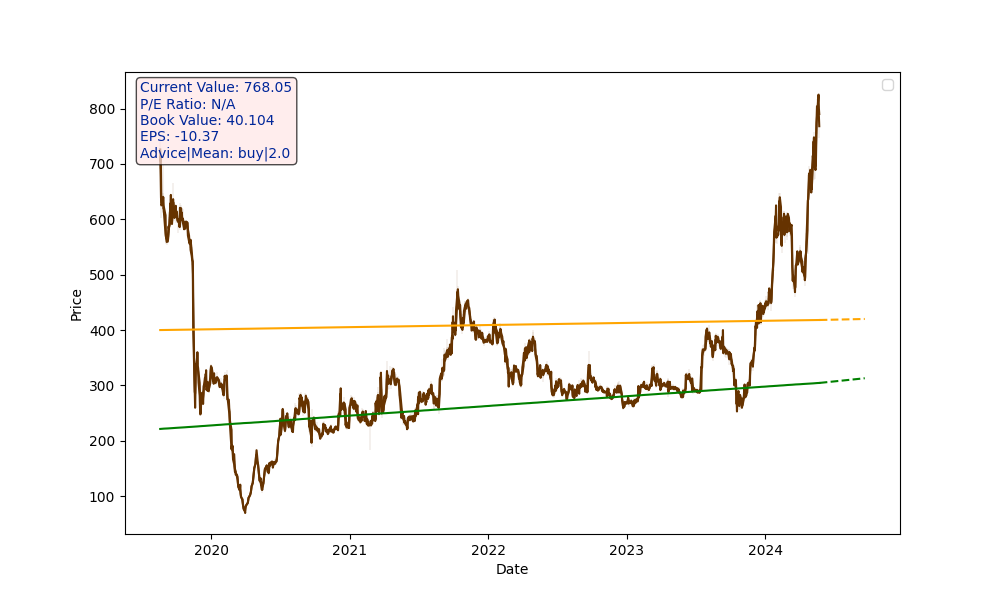 Current Value: 768.05
P/E Ratio: N/A
Book Value: 40.104
EPS: -10.37
Advice|Mean: buy|2.0
800
700
600
500
400
300
200
100
Price
2020 2021 2022 2023 2024
Date